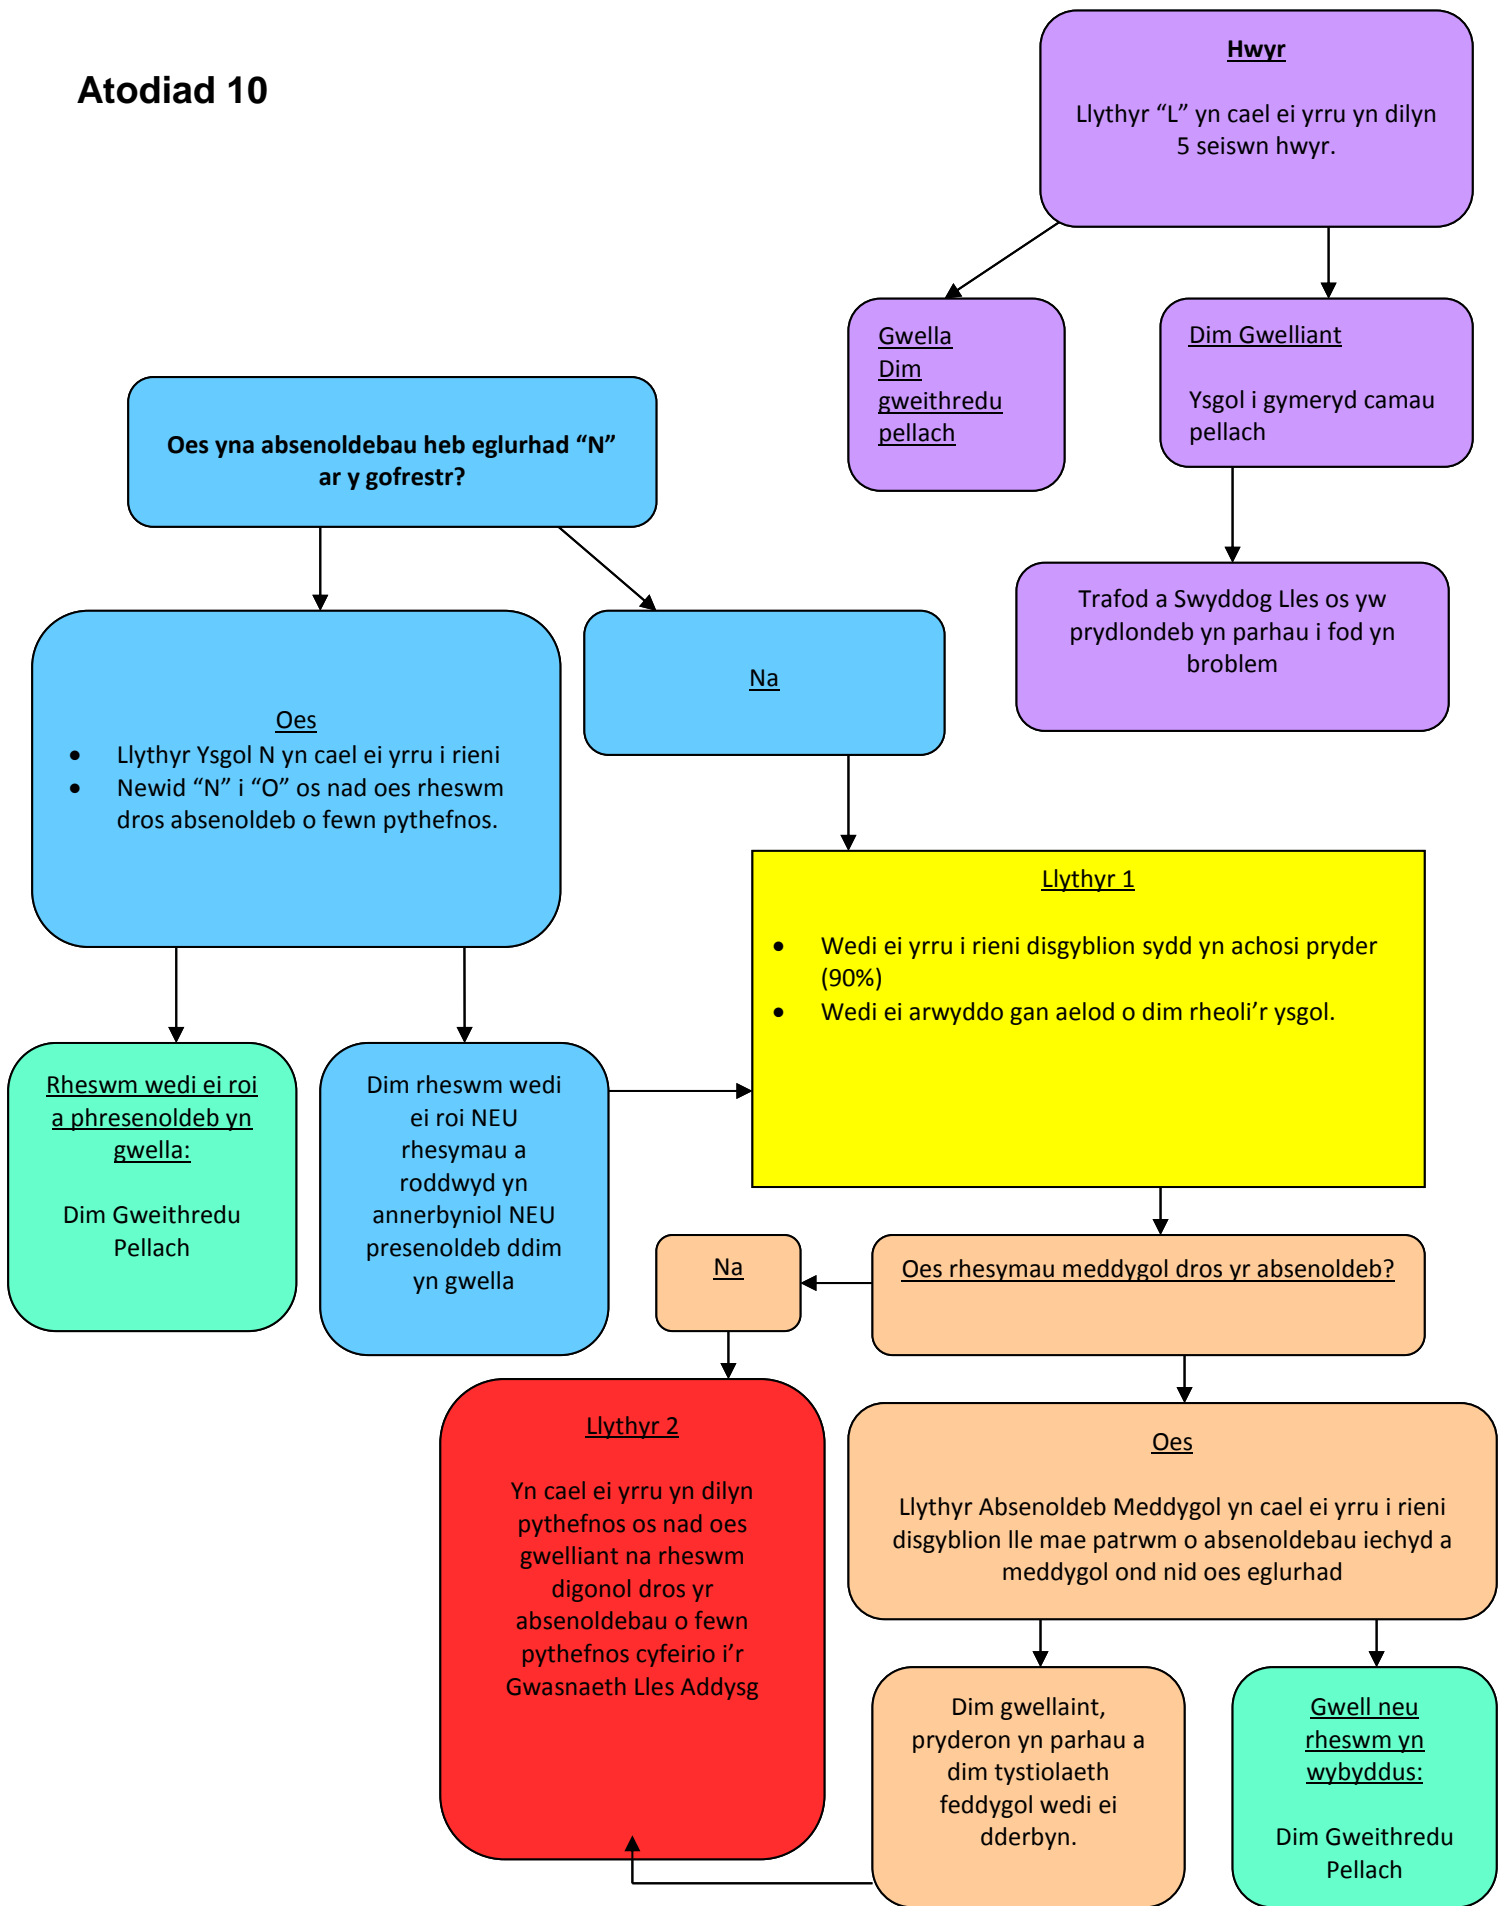 Atodiad 10
Hwyr
Llythyr “L” yn cael ei yrru yn dilyn
5 seiswn hwyr.
Gwella
Dim
gweithredu
pellach
Dim Gwelliant
Ysgol i gymeryd camau
pellach
Trafod a Swyddog Lles os yw
prydlondeb yn parhau i fod yn
broblem
Oes yna absenoldebau heb eglurhad “N”
ar y gofrestr?
Oes
• Llythyr Ysgol N yn cael ei yrru i rieni
• Newid “N” i “O” os nad oes rheswm
dros absenoldeb o fewn pythefnos.
Na
Llythyr 1
• Wedi ei yrru i rieni disgyblion sydd yn achosi pryder
(90%)
• Wedi ei arwyddo gan aelod o dim rheoli’r ysgol.
Rheswm wedi ei roi
a phresenoldeb yn
gwella:
Dim Gweithredu
Pellach
Dim rheswm wedi
ei roi NEU
rhesymau a
roddwyd yn
annerbyniol NEU
presenoldeb ddim
yn gwella
Na
Oes rhesymau meddygol dros yr absenoldeb?
Llythyr 2
Yn cael ei yrru yn dilyn
pythefnos os nad oes
gwelliant na rheswm
digonol dros yr
absenoldebau o fewn
pythefnos cyfeirio i’r
Gwasnaeth Lles Addysg
Oes
Llythyr Absenoldeb Meddygol yn cael ei yrru i rieni
disgyblion lle mae patrwm o absenoldebau iechyd a
meddygol ond nid oes eglurhad
Dim gwellaint,
pryderon yn parhau a
dim tystiolaeth
feddygol wedi ei
dderbyn.
Gwell neu
rheswm yn
wybyddus:
Dim Gweithredu
Pellach